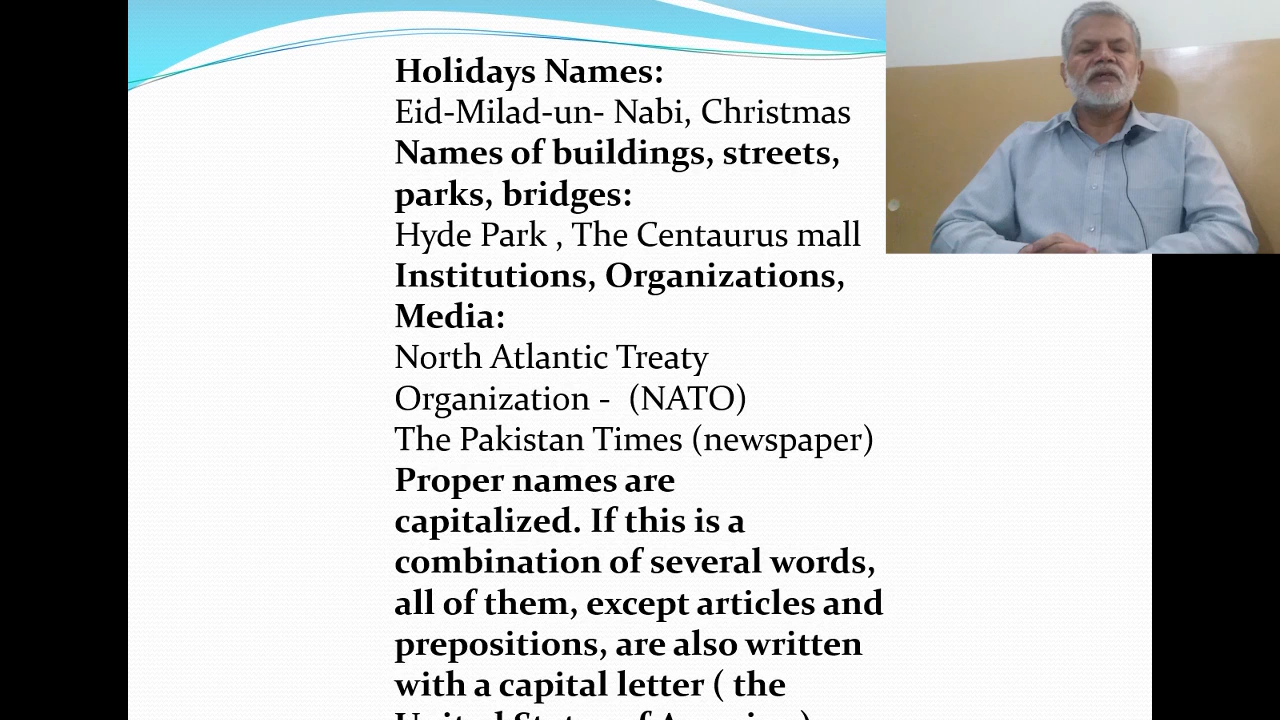 Holidays Names:
Eid-Milad-un- Nabi, Christmas
Names of buildings, streets,
parks, bridges:
Hyde Park , The Centaurus mall
Institutions, Organizations,
Media:
North Atlantic Treaty
Organization -  (NATO)
The Pakistan Times (newspaper)
Proper names are
capitalized. If this is a
combination of several words,
all of them, except articles and
prepositions, are also written
with a capital letter ( the